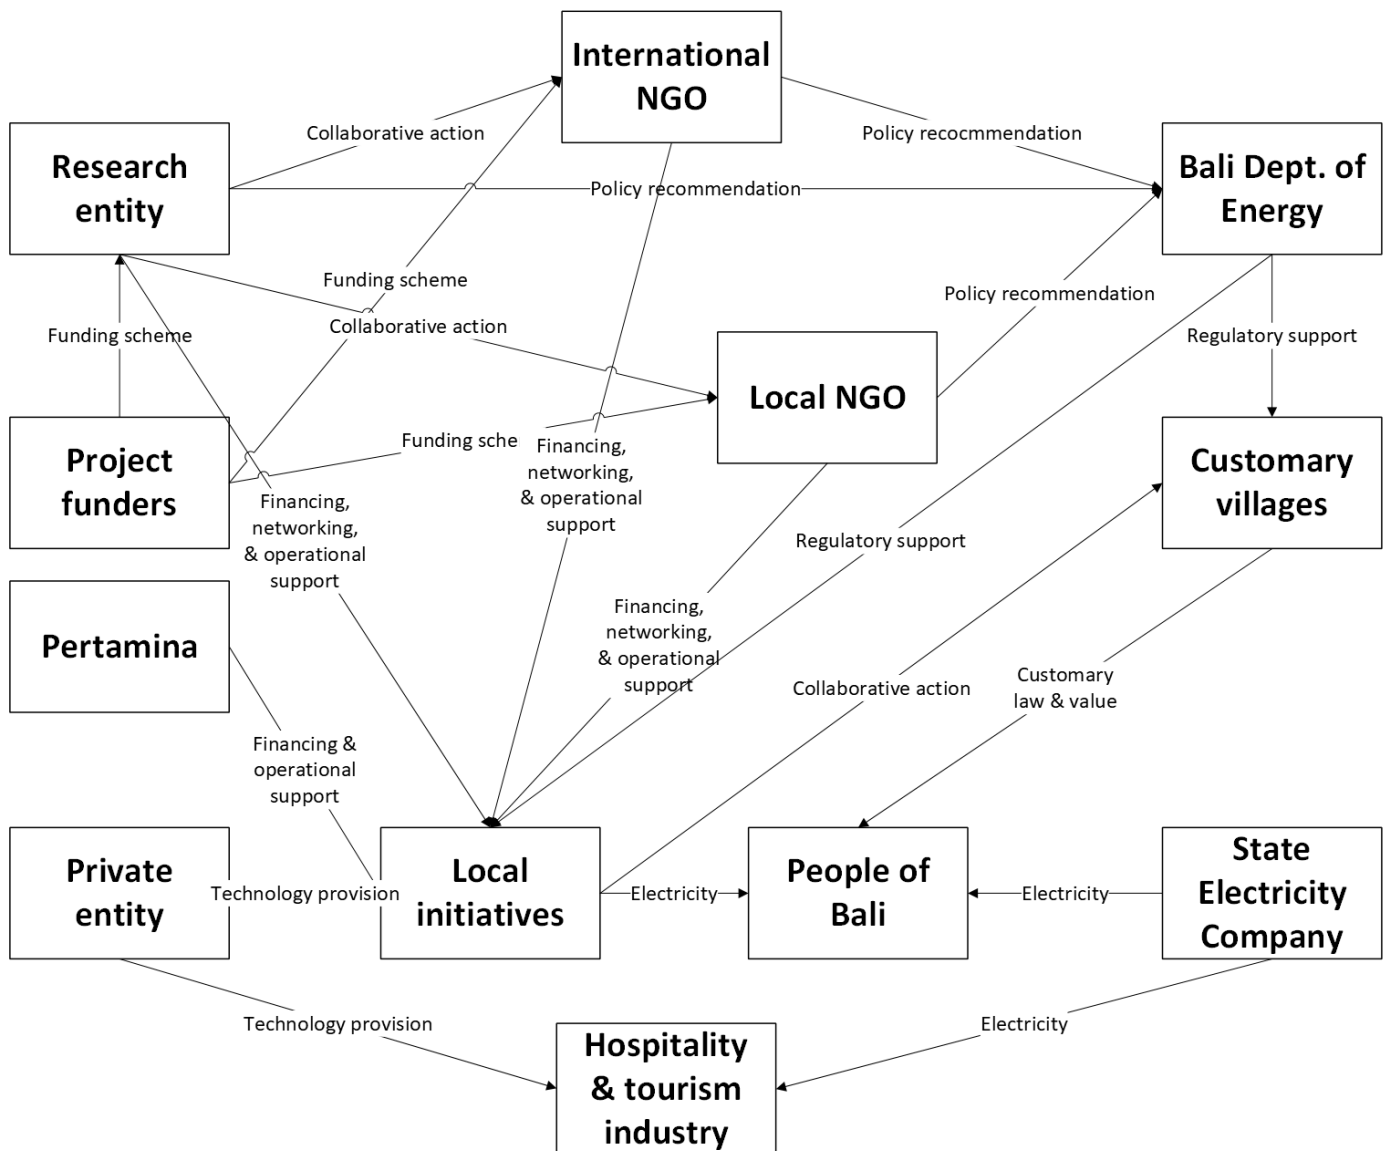 International
NGO
Collaborative action
Policy recocmmendation
Research
entity
Policy recommendation
Bali Dept. of
Energy
Funding scheme
Policy recommendation
Collaborative action
Funding scheme
Regulatory support
Local NGO
Funding sche
Project
funders
Financing,
networking,
& operational
support
Financing,
networking,
& operational
support
Customary
villages
Regulatory support
Pertamina
Financing,
networking,
& operational
support
Collaborative action
Customary
law & value
Financing &
operational
support
Private
entity
Technology provision
Local
initiatives
Electricity
People of
Bali
Electricity
State
Electricity
Company
Technology provision
Electricity
Hospitality
& tourism
industry